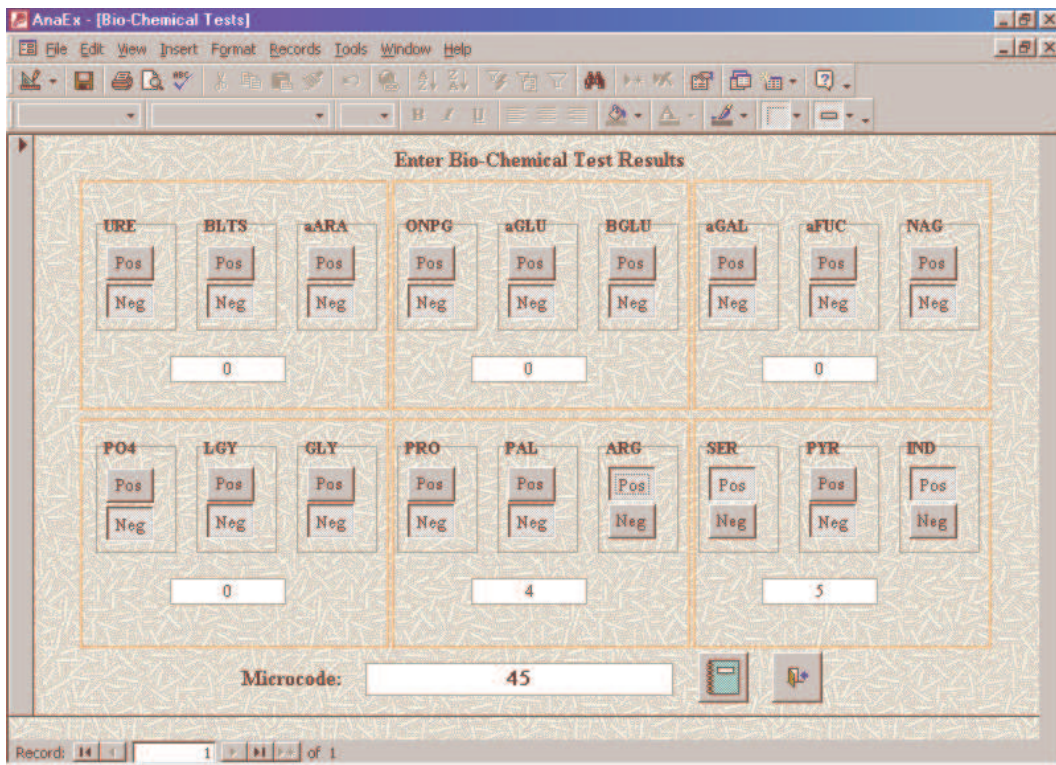 AnaEx - [Bio-Chemical Tests]
File Edit View Insert Format Records Tools Window Help
ABC
A Z Z A
B I U A
Enter Bio-Chemical Test Results
URE BLTS aARA ONPG aGLU BGLU aGAL aFUC NAG
Pos Pos Pos Pos Pos Pos Pos Pos Pos
Neg Neg Neg Neg Neg Neg Neg Neg Neg
0 0 0
PO4 LGY GLY PRO PAL ARG SER PYR IND
Pos Pos Pos Pos Pos Pos Pos Pos Pos
Neg Neg Neg Neg Neg Neg Neg Neg Neg
0 4 5
Microcode: 45
Record: 1 of 1